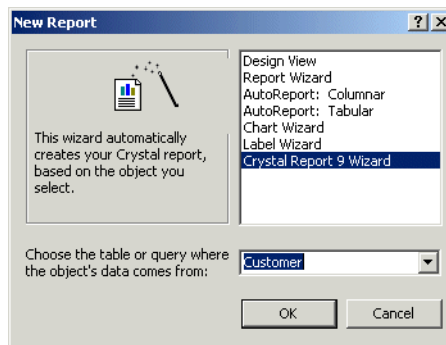 New Report
Design View
Report Wizard
AutoReport: Columnar
AutoReport: Tabular
Chart Wizard
Label Wizard
Crystal Report 9 Wizard
This wizard automatically
creates your Crystal report,
based on the object you
select.
Choose the table or query where
the object's data comes from:
Customer
OK
Cancel